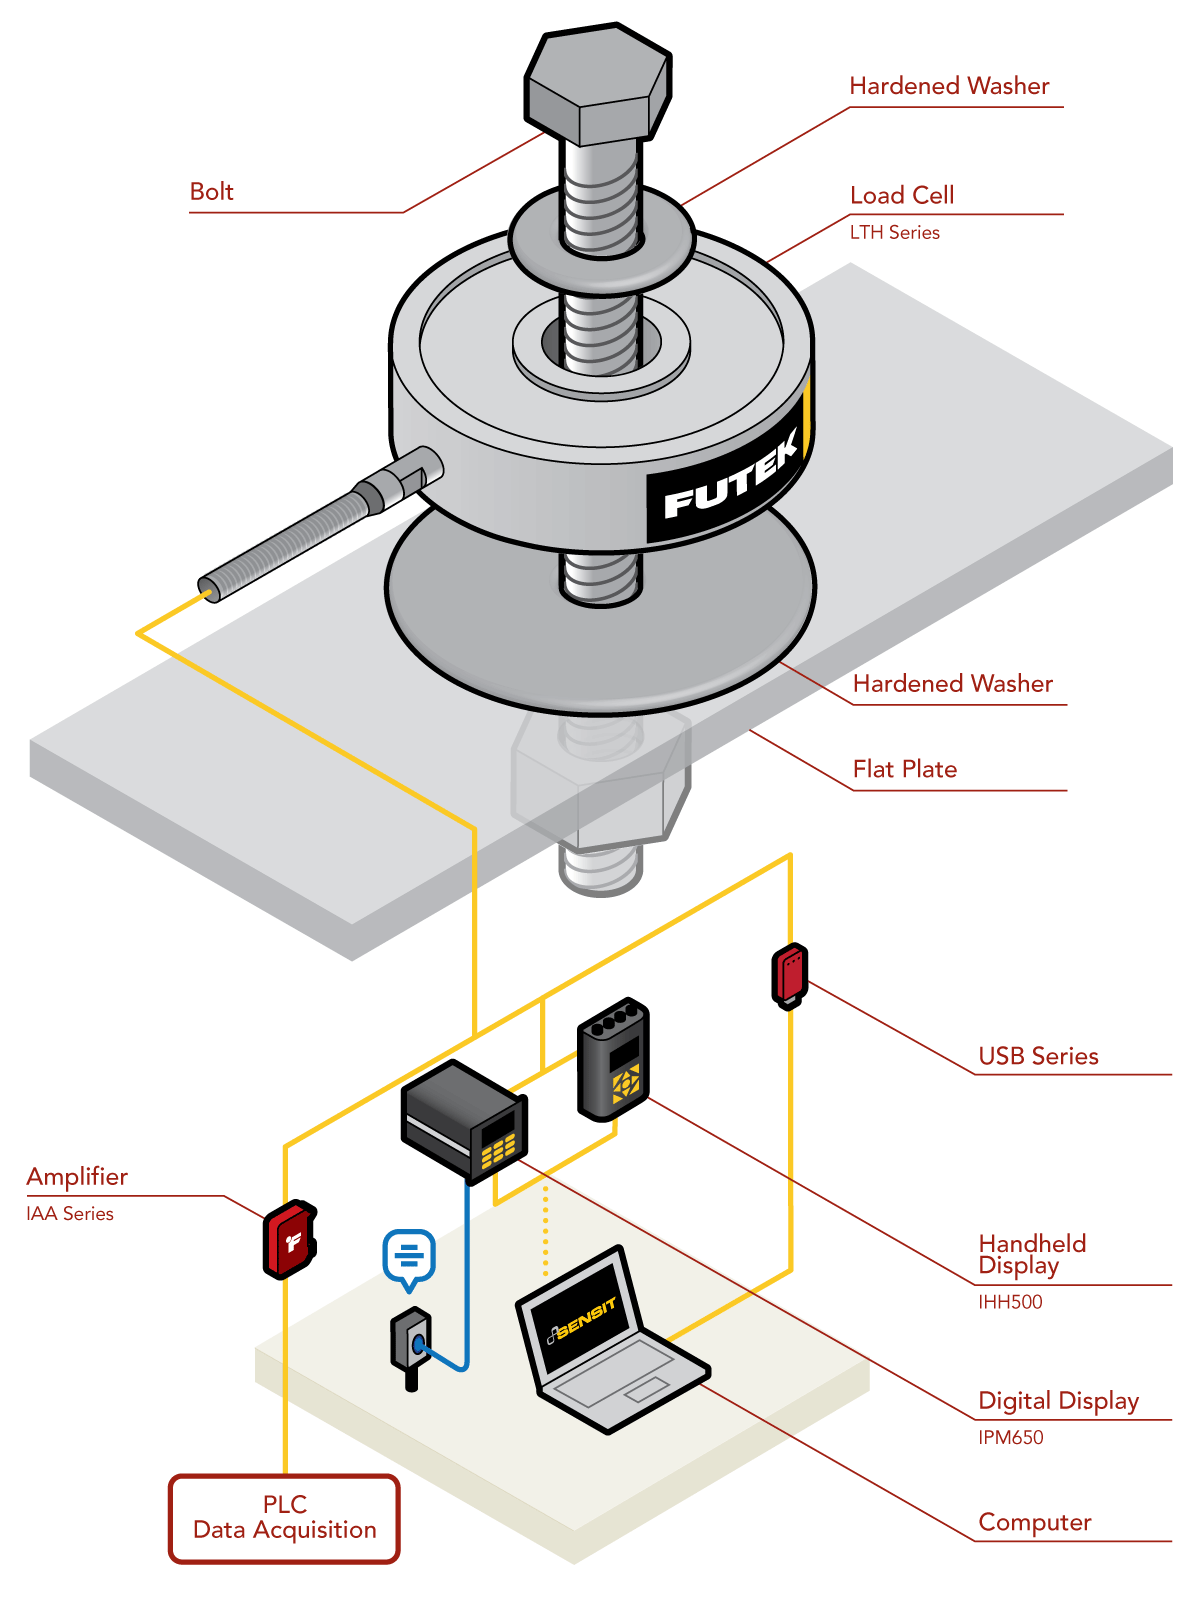 Hardened Washer
Bolt
Load Cell
LTH Series
FUTEK
Hardened Washer
Flat Plate
USB Series
Amplifier
IAA Series
F
Handheld
Display
IHH500
SENSIT
Digital Display
IPM650
PLC
Data Acquisition
Computer